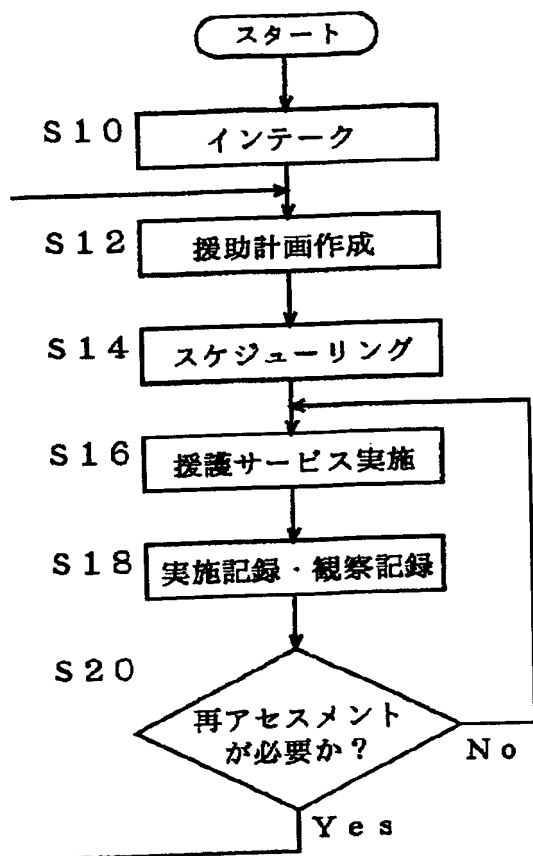 スタート
S10
インテーク
S12
援助計画作成
S14
スケジューリング
S16
援護サービス実施
S18
実施記録・観察記録
S20
再アセスメント
が必要か？
No
Yes